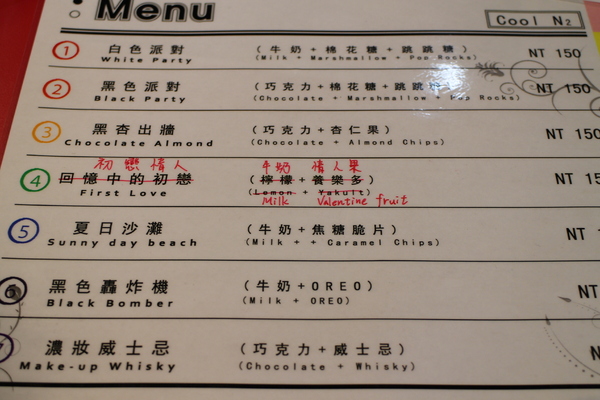 Menu
Cool N2
1 白色派對 (牛奶+棉花糖+跳跳糖) NT 150
White Party (Milk + Marshmallow + Pop Rocks)
2 黑色派對 (巧克力+棉花糖+跳跳糖) NT 150
Black Party (Chocolate + Marshmallow + Pop Rocks)
3 黑杏出牆 (巧克力+杏仁果) NT 150
Chocolate Almond (Chocolate + Almond Chips)
初戀情人 牛奶 情人果
4 回憶中的初戀 (檸檬+養樂多) NT 15
First Love (Lemon + Yakult)
Milk Valentine fruit
5 夏日沙灘 (牛奶+焦糖脆片) NT 1
Sunny day beach (Milk + + Caramel Chips)
6 黑色轟炸機 (牛奶+OREO) NT
Black Bomber (Milk + OREO)
7 濃妝威士忌 (巧克力+威士忌) NT
Make-up Whisky (Chocolate + Whisky)